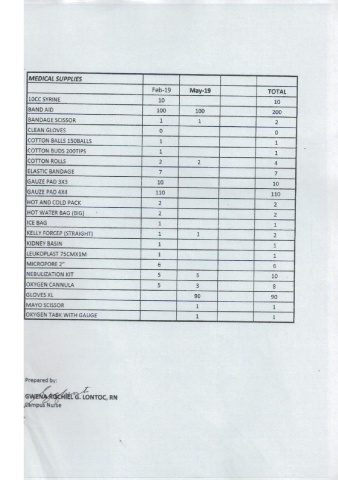 MEDICAL SUPPLIES
Feb-19 May-19 TOTAL
10CC SYRINE 10 10
BAND AID 100 100 200
BANDAGE SCISSOR 1 1 2
CLEAN GLOVES 0 0
COTTON BALLS 150BALLS 1 1
COTTON BUDS 200TIPS 1 1
COTTON ROLLS 2 2 4
ELASTIC BANDAGE 7 7
GAUZE PAD 3X3 10 10
GAUZE PAD 4X4 110 110
HOT AND COLD PACK 2 2
HOT WATER BAG (BIG) 2 2
ICE BAG 1 1
KELLY FORCEP (STRAIGHT) 1 1 2
KIDNEY BASIN 1 1
LEUKOPLAST 75CMX1M 1 1
MICROPORE 2" 6 6
NEBULIZATION KIT 5 5 10
OXYGEN CANNULA 5 3 8
GLOVES XL 90 90
MAYO SCISSOR 1 1
OXYGEN TABK WITH GAUGE 1 1
Prepared by:
GWENA ROCHIEL G. LONTOC, RN
Campus Nurse